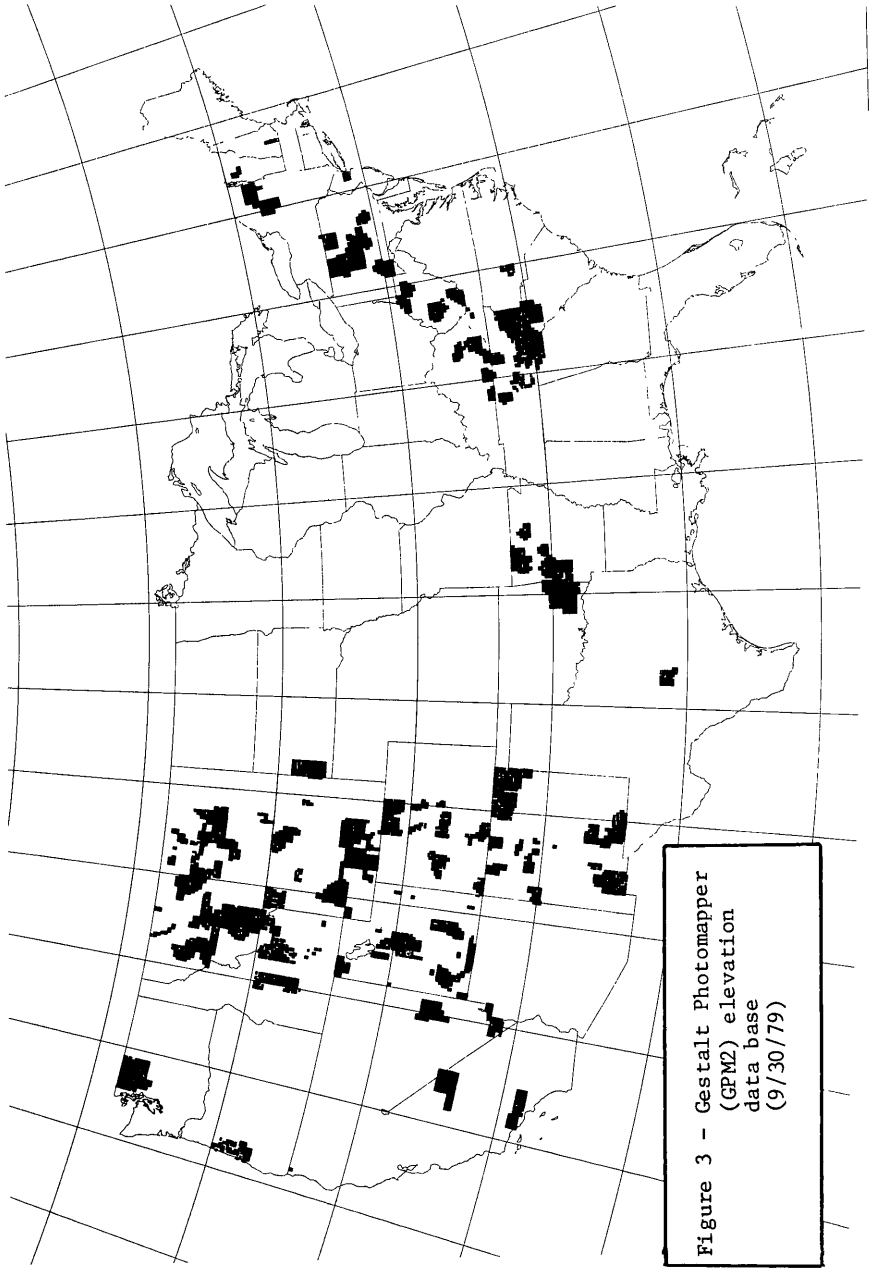 Figure 3 - Gestalt Photomapper
(GPM2) elevation
data base
(9/30/79)